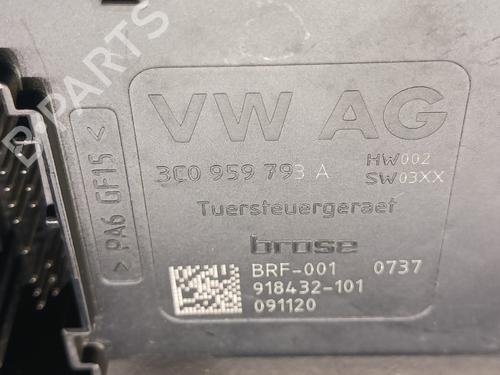 B-PARTS
VW AG
3C0 959 793 A
HW002
SW03XX
Tuersteuergeraet
brose
BRF-001 0737
918432-101
091120
> PA6 GF15 <